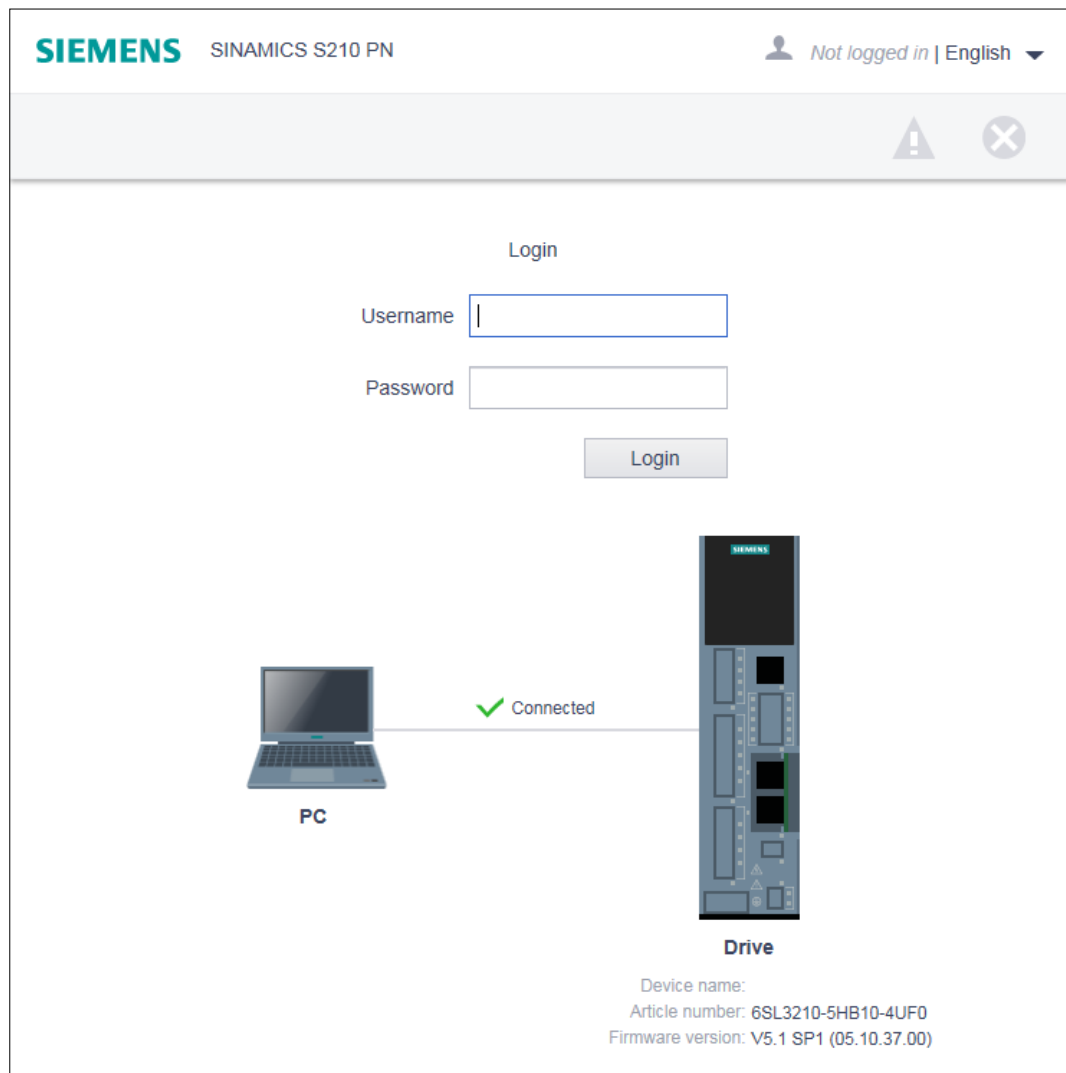 SIEMENS SINAMICS S210 PN Not logged in | English
Login
Username
Password
Login
SIEMENS
Connected
PC
Drive
Device name:
Article number: 6SL3210-5HB10-4UF0
Firmware version: V5.1 SP1 (05.10.37.00)